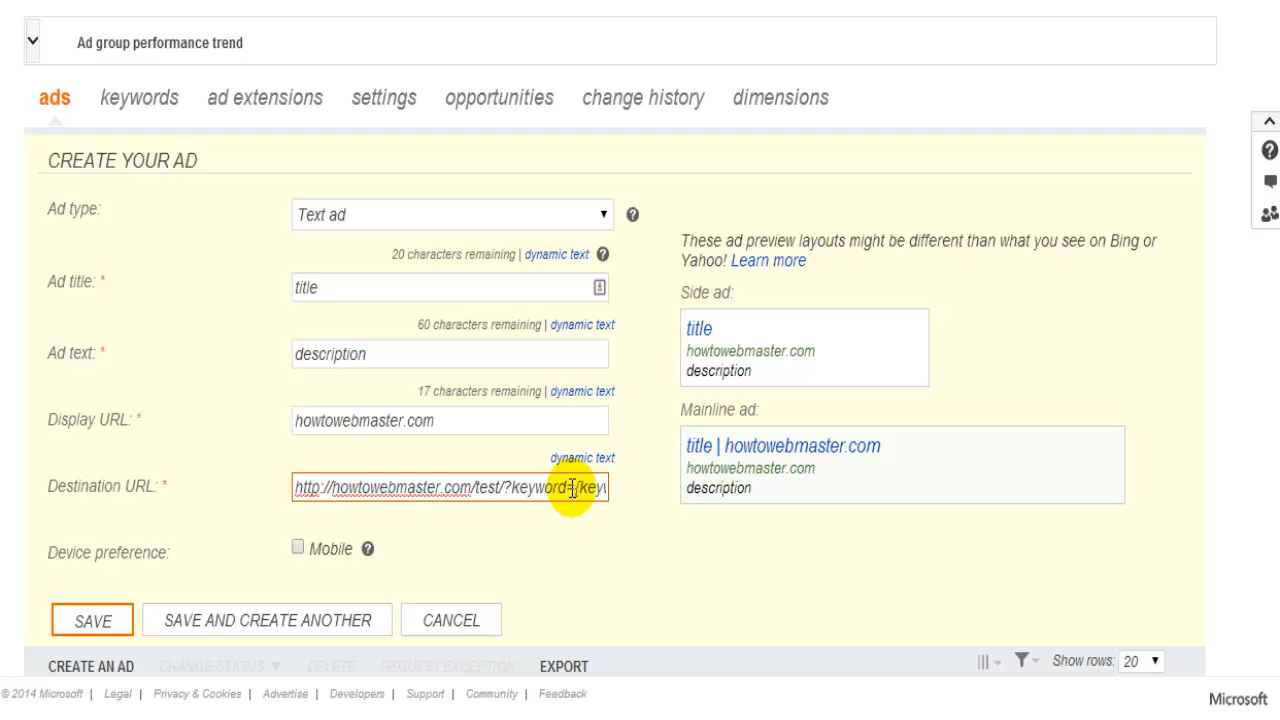 Ad group performance trend
ads keywords ad extensions settings opportunities change history dimensions
CREATE YOUR AD
Ad type:
Text ad
20 characters remaining | dynamic text
Ad title: *
title
60 characters remaining | dynamic text
Ad text: *
description
17 characters remaining | dynamic text
Display URL: *
howtowebmaster.com
dynamic text
Destination URL: *
http://howtowebmaster.com/test/?keyword={key
Device preference:
Mobile
SAVE SAVE AND CREATE ANOTHER CANCEL
These ad preview layouts might be different than what you see on Bing or
Yahoo! Learn more
Side ad:
title
howtowebmaster.com
description
Mainline ad:
title | howtowebmaster.com
howtowebmaster.com
description
CREATE AN AD CHANGE STATUS DELETE REQUEST EXCEPTION EXPORT Show rows: 20
© 2014 Microsoft | Legal | Privacy & Cookies | Advertise | Developers | Support | Community | Feedback
Microsoft